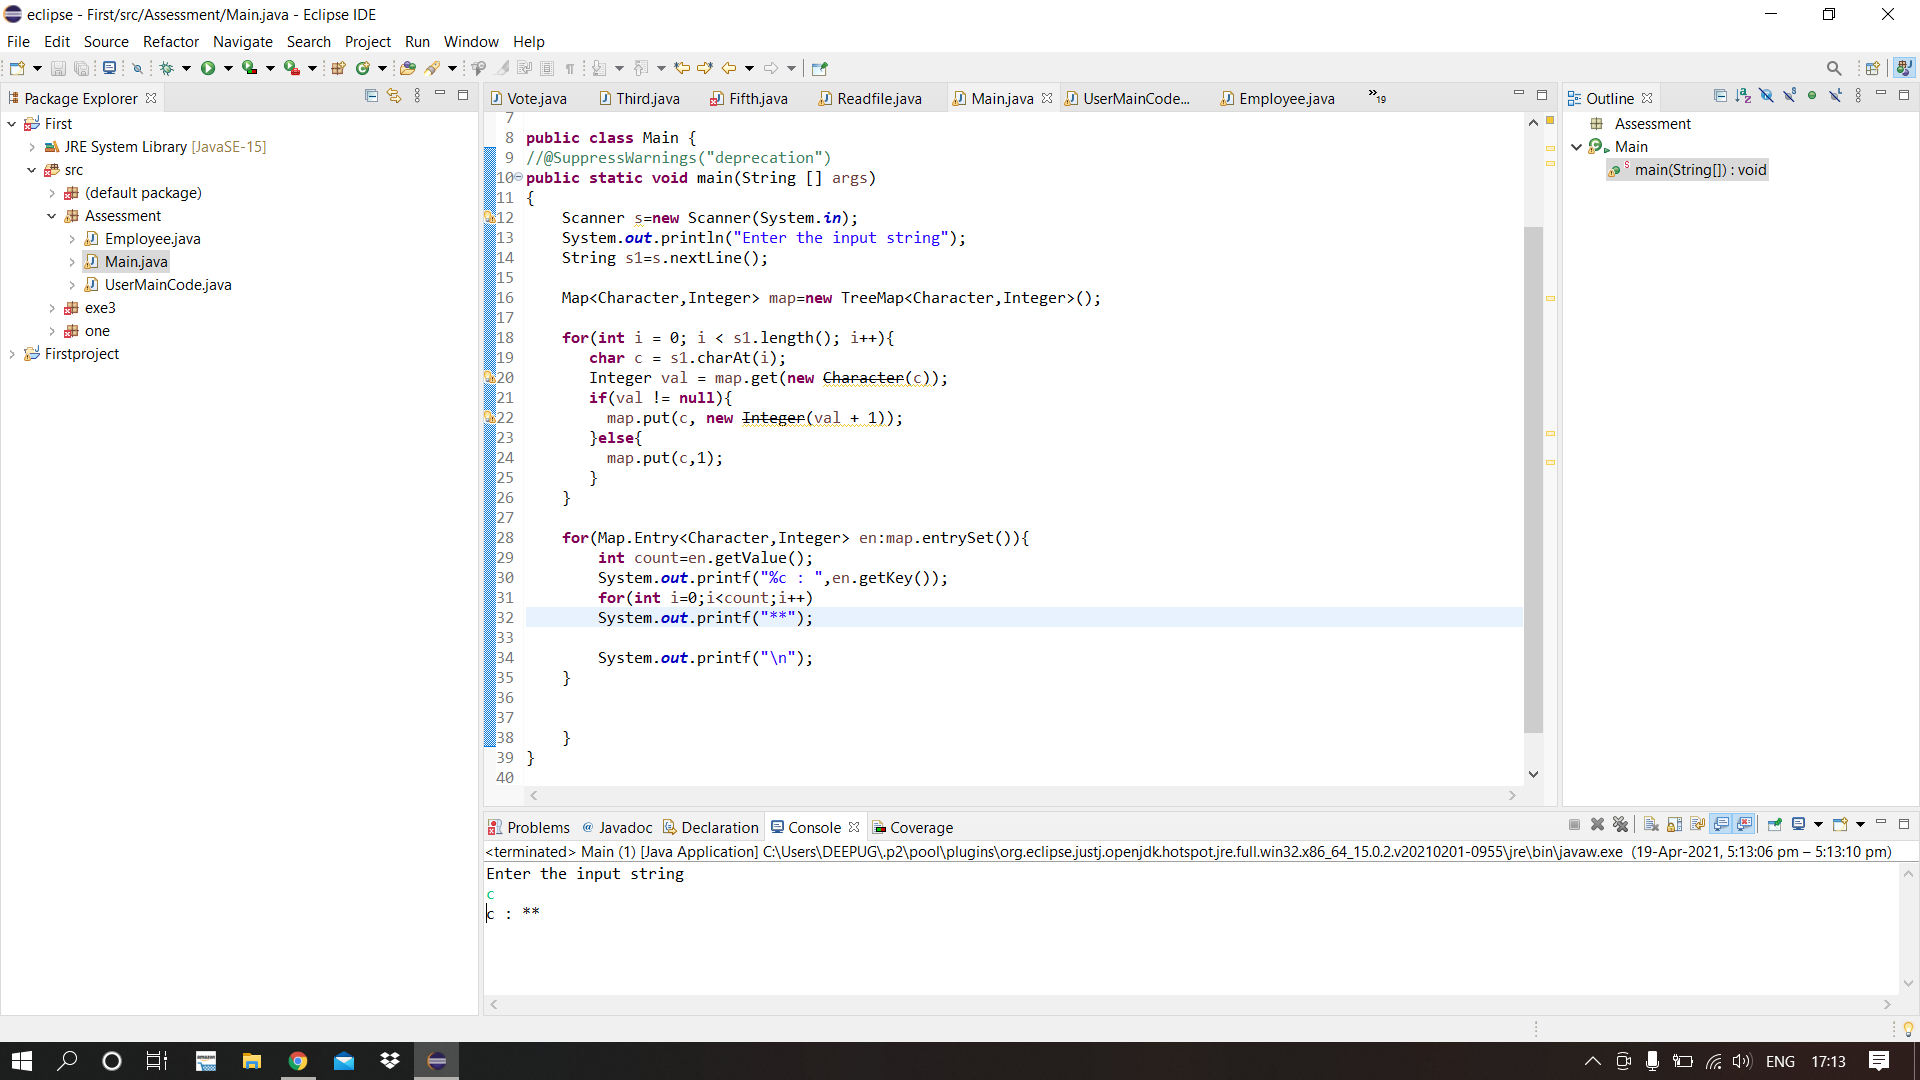 eclipse - First/src/Assessment/Main.java - Eclipse IDE
File Edit Source Refactor Navigate Search Project Run Window Help
Package Explorer
First
JRE System Library [JavaSE-15]
src
(default package)
Assessment
Employee.java
Main.java
UserMainCode.java
exe3
one
Firstproject
Vote.java Third.java Fifth.java Readfile.java Main.java UserMainCode... Employee.java »19
7
8 public class Main {
9 //@SuppressWarnings("deprecation")
10 public static void main(String [] args)
11 {
12 Scanner s=new Scanner(System.in);
13 System.out.println("Enter the input string");
14 String s1=s.nextLine();
15
16 Map<Character,Integer> map=new TreeMap<Character,Integer>();
17
18 for(int i = 0; i < s1.length(); i++){
19 char c = s1.charAt(i);
20 Integer val = map.get(new Character(c));
21 if(val != null){
22 map.put(c, new Integer(val + 1));
23 }else{
24 map.put(c,1);
25 }
26 }
27
28 for(Map.Entry<Character,Integer> en:map.entrySet()){
29 int count=en.getValue();
30 System.out.printf("%c : ",en.getKey());
31 for(int i=0;i<count;i++)
32 System.out.printf("**");
33
34 System.out.printf("\n");
35 }
36
37
38 }
39 }
40
Outline
Assessment
Main
main(String[]) : void
Problems @ Javadoc Declaration Console Coverage
<terminated> Main (1) [Java Application] C:\Users\DEEPUG\.p2\pool\plugins\org.eclipse.justj.openjdk.hotspot.jre.full.win32.x86_64_15.0.2.v20210201-0955\jre\bin\javaw.exe (19-Apr-2021, 5:13:06 pm – 5:13:10 pm)
Enter the input string
c
c : **
amazon
ENG 17:13